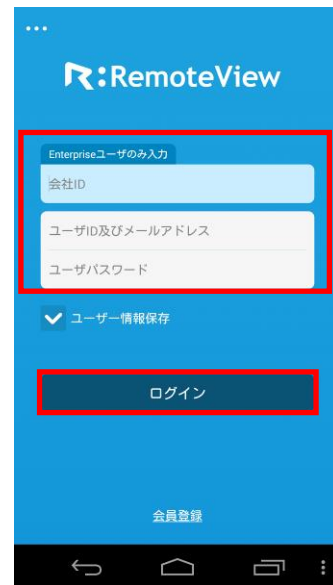 R:RemoteView
Enterpriseユーザのみ入力
会社ID
ユーザID及びメールアドレス
ユーザパスワード
ユーザー情報保存
ログイン
会員登録